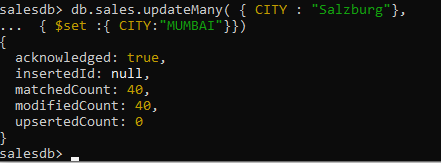 salesdb> db.sales.updateMany( { CITY : "Salzburg"},
...  { $set :{ CITY:"MUMBAI"}})
{
  acknowledged: true,
  insertedId: null,
  matchedCount: 40,
  modifiedCount: 40,
  upsertedCount: 0
}
salesdb>